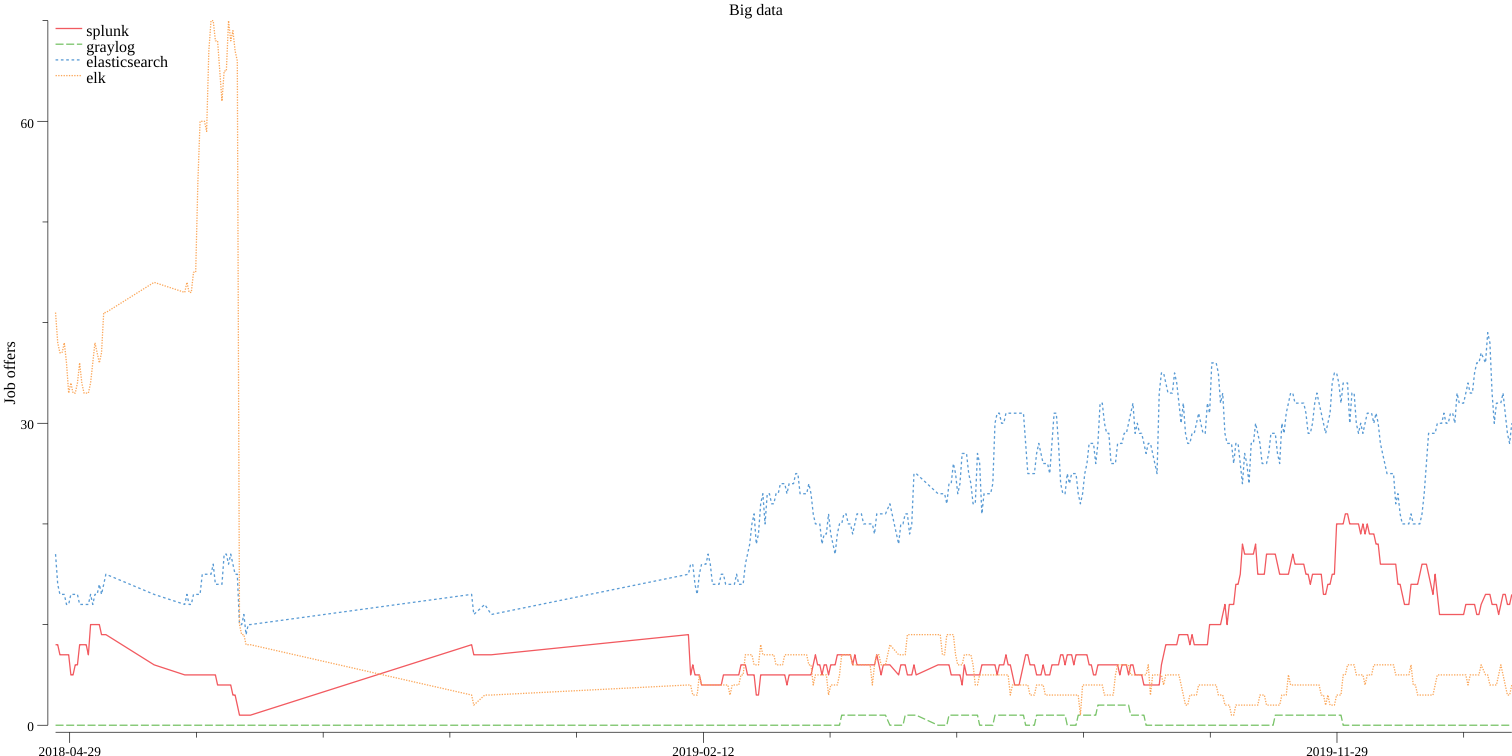 Big data
splunk
graylog
elasticsearch
elk
60
30
0
Job offers
2018-04-29
2019-02-12
2019-11-29